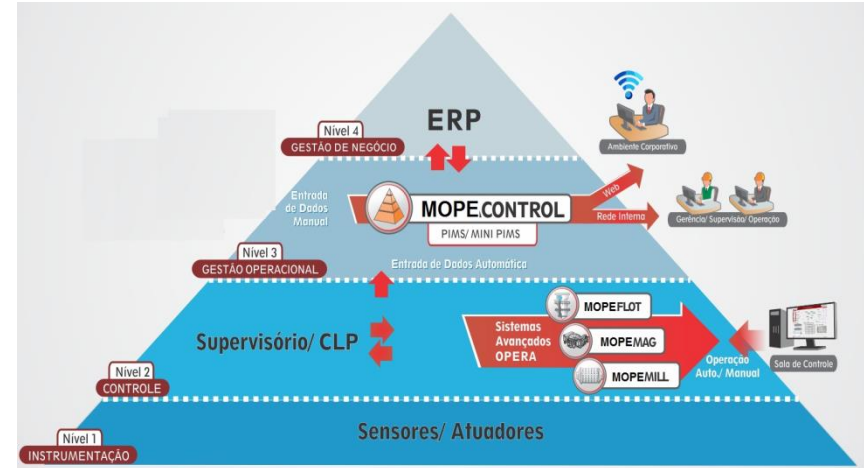 ERP
Nível 4
GESTÃO DE NEGÓCIO
Ambiente Corporativo
Entrada
de Dados
Manual
MOPE.CONTROL
PIMS/ MINI PIMS
Web
Rede Interna
Gerência/ Supervisão/ Operação
Nível 3
GESTÃO OPERACIONAL
Entrada de Dados Automática
Supervisório/ CLP
Sistemas
Avançados
OPERA
MOPEFLOT
MOPEMAG
MOPEMILL
Operação
Auto./ Manual
Sala de Controle
Nível 2
CONTROLE
Sensores/ Atuadores
Nível 1
INSTRUMENTAÇÃO